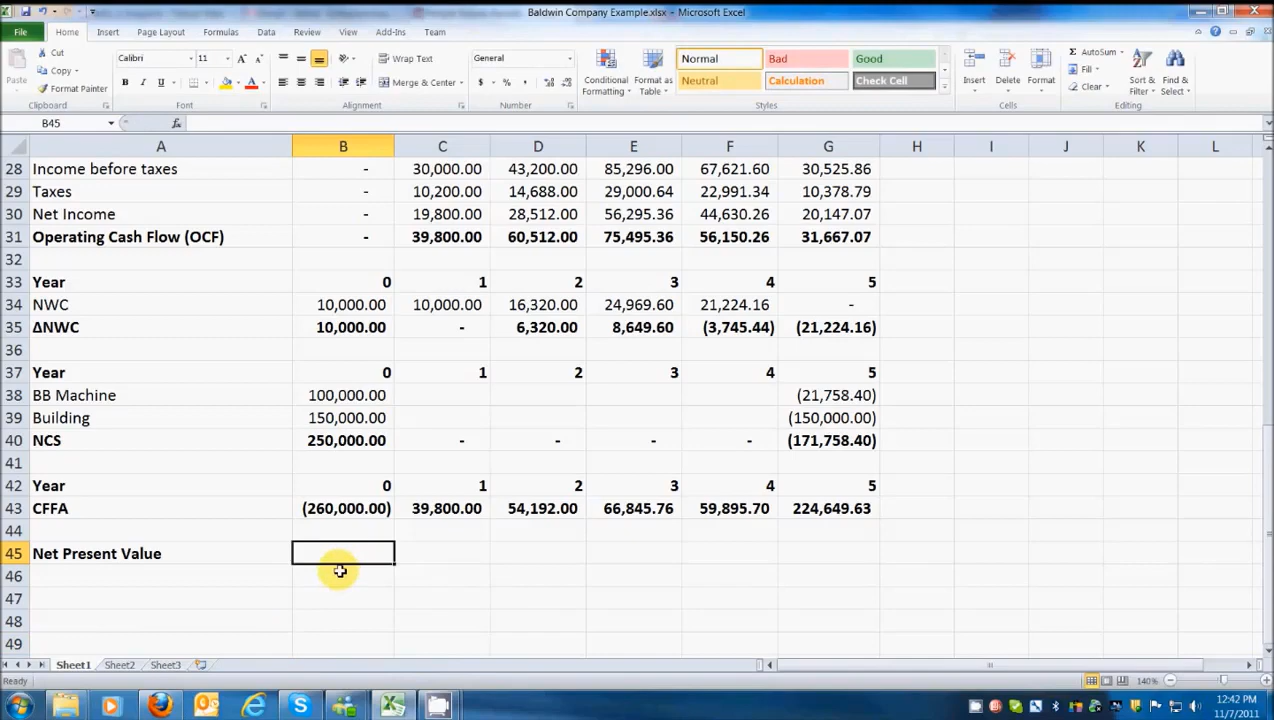 Baldwin Company Example.xlsx - Microsoft Excel
File Home Insert Page Layout Formulas Data Review View Add-Ins Team
Paste Cut Copy Format Painter Clipboard
Calibri 11 B I U A Font
Wrap Text Merge & Center Alignment
General $ % , Number
Conditional Formatting Format as Table Normal Bad Good Neutral Calculation Check Cell Styles
Insert Delete Format Cells
Σ AutoSum Fill Clear Sort & Filter Find & Select Editing
B45 fx
A B C D E F G H I J K L
28 Income before taxes - 30,000.00 43,200.00 85,296.00 67,621.60 30,525.86
29 Taxes - 10,200.00 14,688.00 29,000.64 22,991.34 10,378.79
30 Net Income - 19,800.00 28,512.00 56,295.36 44,630.26 20,147.07
31 Operating Cash Flow (OCF) - 39,800.00 60,512.00 75,495.36 56,150.26 31,667.07
32
33 Year 0 1 2 3 4 5
34 NWC 10,000.00 10,000.00 16,320.00 24,969.60 21,224.16 -
35 ΔNWC 10,000.00 - 6,320.00 8,649.60 (3,745.44) (21,224.16)
36
37 Year 0 1 2 3 4 5
38 BB Machine 100,000.00 (21,758.40)
39 Building 150,000.00 (150,000.00)
40 NCS 250,000.00 - - - - (171,758.40)
41
42 Year 0 1 2 3 4 5
43 CFFA (260,000.00) 39,800.00 54,192.00 66,845.76 59,895.70 224,649.63
44
45 Net Present Value
46
47
48
49
Sheet1 Sheet2 Sheet3
Ready 140%
12:42 PM
11/7/2011